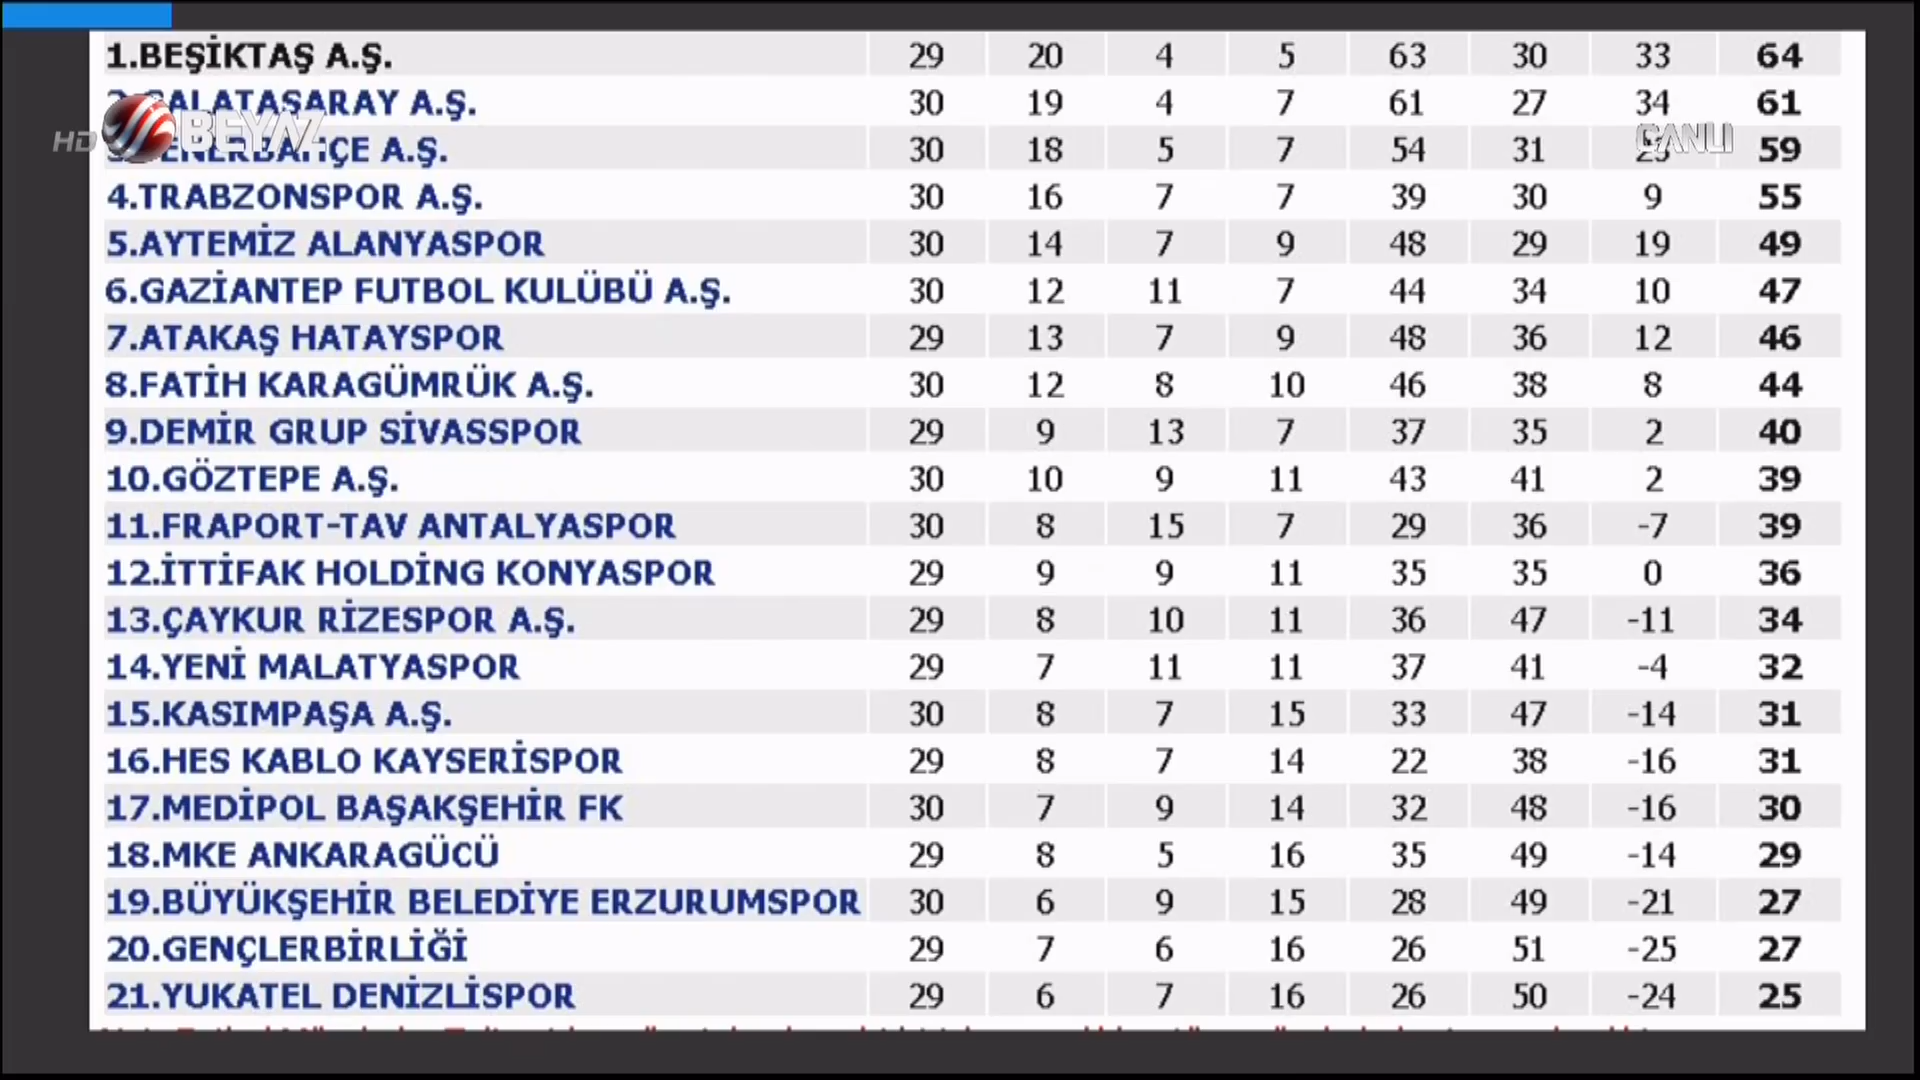 1.BEŞİKTAŞ A.Ş. 29 20 4 5 63 30 33 64
GALATASARAY A.Ş. 30 19 4 7 61 27 34 61
HD BEYAZ CANLI
FENERBAHÇE A.Ş. 30 18 5 7 54 31 59
4.TRABZONSPOR A.Ş. 30 16 7 7 39 30 9 55
5.AYTEMİZ ALANYASPOR 30 14 7 9 48 29 19 49
6.GAZİANTEP FUTBOL KULÜBÜ A.Ş. 30 12 11 7 44 34 10 47
7.ATAKAŞ HATAYSPOR 29 13 7 9 48 36 12 46
8.FATİH KARAGÜMRÜK A.Ş. 30 12 8 10 46 38 8 44
9.DEMİR GRUP SİVASSPOR 29 9 13 7 37 35 2 40
10.GÖZTEPE A.Ş. 30 10 9 11 43 41 2 39
11.FRAPORT-TAV ANTALYASPOR 30 8 15 7 29 36 -7 39
12.İTTİFAK HOLDİNG KONYASPOR 29 9 9 11 35 35 0 36
13.ÇAYKUR RİZESPOR A.Ş. 29 8 10 11 36 47 -11 34
14.YENİ MALATYASPOR 29 7 11 11 37 41 -4 32
15.KASIMPAŞA A.Ş. 30 8 7 15 33 47 -14 31
16.HES KABLO KAYSERİSPOR 29 8 7 14 22 38 -16 31
17.MEDİPOL BAŞAKŞEHİR FK 30 7 9 14 32 48 -16 30
18.MKE ANKARAGÜCÜ 29 8 5 16 35 49 -14 29
19.BÜYÜKŞEHİR BELEDİYE ERZURUMSPOR 30 6 9 15 28 49 -21 27
20.GENÇLERBİRLİĞİ 29 7 6 16 26 51 -25 27
21.YUKATEL DENİZLİSPOR 29 6 7 16 26 50 -24 25